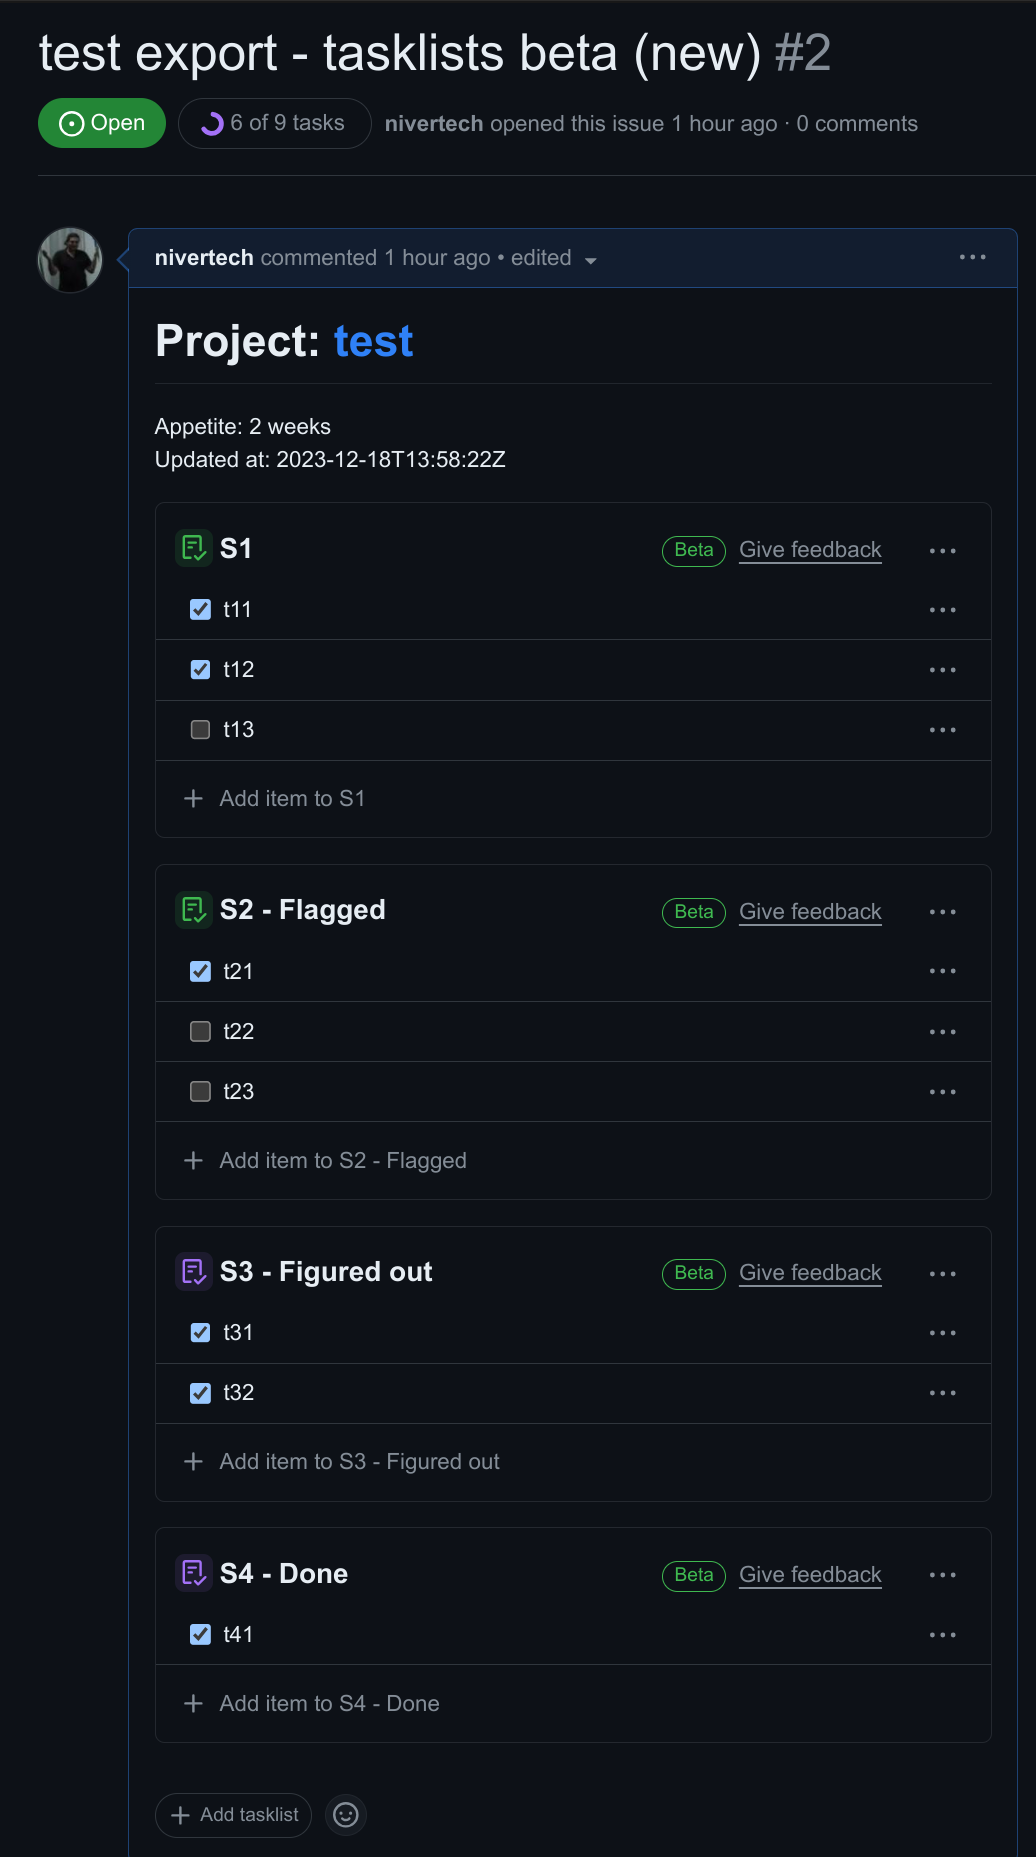 test export - tasklists beta (new) #2
Open 6 of 9 tasks nivertech opened this issue 1 hour ago · 0 comments
nivertech commented 1 hour ago • edited
Project: test
Appetite: 2 weeks
Updated at: 2023-12-18T13:58:22Z
S1 Beta Give feedback
t11
t12
t13
Add item to S1
S2 - Flagged Beta Give feedback
t21
t22
t23
Add item to S2 - Flagged
S3 - Figured out Beta Give feedback
t31
t32
Add item to S3 - Figured out
S4 - Done Beta Give feedback
t41
Add item to S4 - Done
Add tasklist